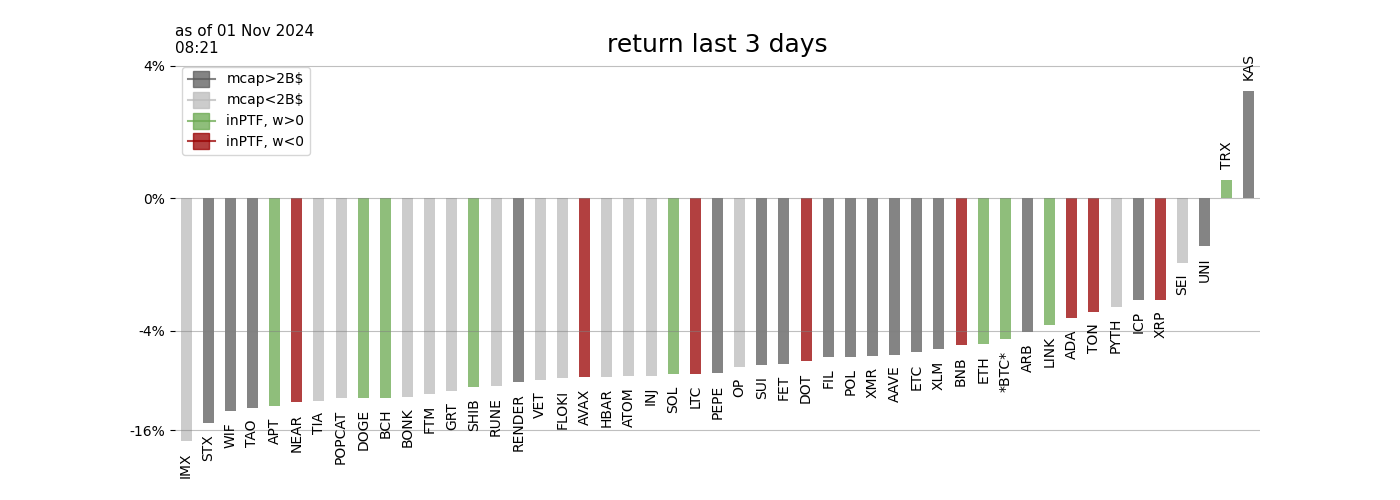 as of 01 Nov 2024
08:21
return last 3 days
4%
0%
-4%
-16%
mcap>2B$
mcap<2B$
inPTF, w>0
inPTF, w<0
IMX
STX
WIF
TAO
APT
NEAR
TIA
POPCAT
DOGE
BCH
BONK
FTM
GRT
SHIB
RUNE
RENDER
VET
FLOKI
AVAX
HBAR
ATOM
INJ
SOL
LTC
PEPE
OP
SUI
FET
DOT
FIL
POL
XMR
AAVE
ETC
XLM
BNB
ETH
*BTC*
ARB
LINK
ADA
TON
PYTH
ICP
XRP
SEI
UNI
TRX
KAS